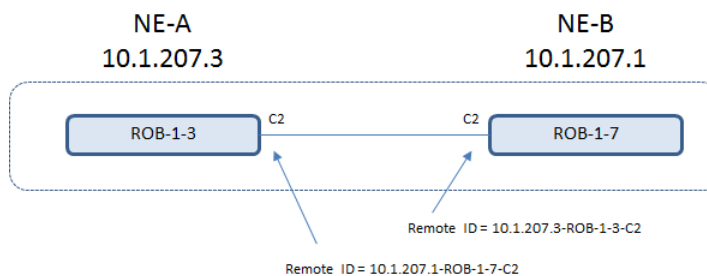 NE-A
10.1.207.3
NE-B
10.1.207.1
ROB-1-3
C2
C2
ROB-1-7
Remote ID = 10.1.207.3-ROB-1-3-C2
Remote ID = 10.1.207.1-ROB-1-7-C2